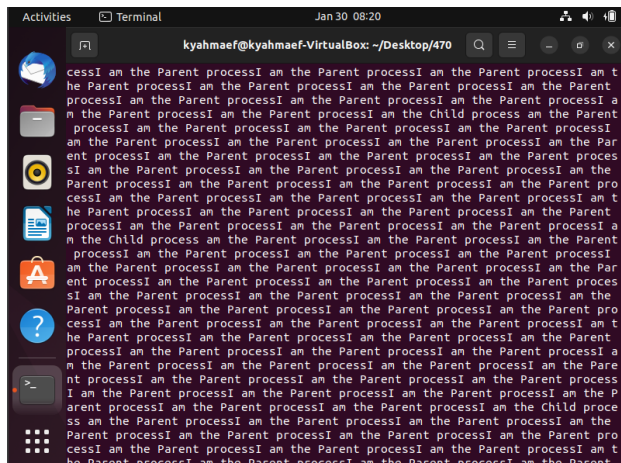 Activities Terminal Jan 30 08:20
kyahmaef@kyahmaef-VirtualBox: ~/Desktop/470
cessI am the Parent processI am the Parent processI am the Parent processI am t
he Parent processI am the Parent processI am the Parent processI am the Parent
processI am the Parent processI am the Parent processI am the Parent processI a
m the Parent processI am the Parent processI am the Child process am the Parent
processI am the Parent processI am the Parent processI am the Parent processI
am the Parent processI am the Parent processI am the Parent processI am the Par
ent processI am the Parent processI am the Parent processI am the Parent proces
sI am the Parent processI am the Parent processI am the Parent processI am the
Parent processI am the Parent processI am the Parent processI am the Parent pro
cessI am the Parent processI am the Parent processI am the Parent processI am t
he Parent processI am the Parent processI am the Parent processI am the Parent
processI am the Parent processI am the Parent processI am the Parent processI a
m the Child process am the Parent processI am the Parent processI am the Parent
processI am the Parent processI am the Parent processI am the Parent processI
am the Parent processI am the Parent processI am the Parent processI am the Par
ent processI am the Parent processI am the Parent processI am the Parent proces
sI am the Parent processI am the Parent processI am the Parent processI am the
Parent processI am the Parent processI am the Parent processI am the Parent pro
cessI am the Parent processI am the Parent processI am the Parent processI am t
he Parent processI am the Parent processI am the Parent processI am the Parent
processI am the Parent processI am the Parent processI am the Parent processI a
m the Parent processI am the Parent processI am the Parent processI am the Pare
nt processI am the Parent processI am the Parent processI am the Parent process
I am the Parent processI am the Parent processI am the Parent processI am the P
arent processI am the Parent processI am the Parent processI am the Child proce
ss am the Parent processI am the Parent processI am the Parent processI am the
Parent processI am the Parent processI am the Parent processI am the Parent pro
cessI am the Parent processI am the Parent processI am the Parent processI am t
he Parent processI am the Parent processI am the Parent processI am the Parent